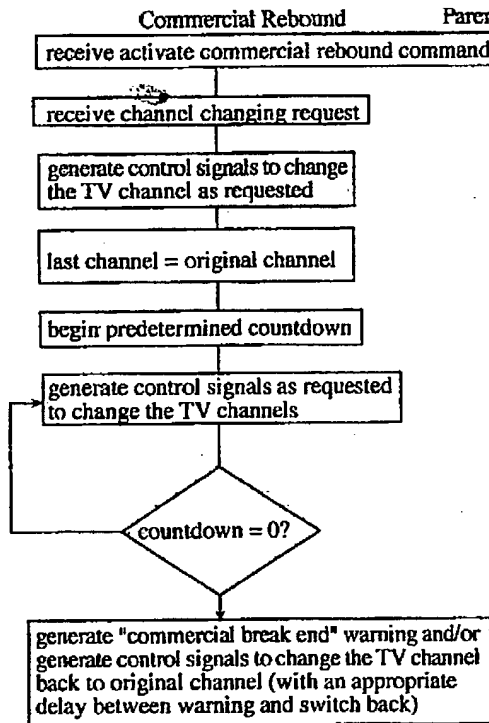 Commercial Rebound
Paren
receive activate commercial rebound command
receive channel changing request
generate control signals to change
the TV channel as requested
last channel = original channel
begin predetermined countdown
generate control signals as requested
to change the TV channels
countdown = 0?
generate "commercial break end" warning and/or
generate control signals to change the TV channel
back to original channel (with an appropriate
delay between warning and switch back)